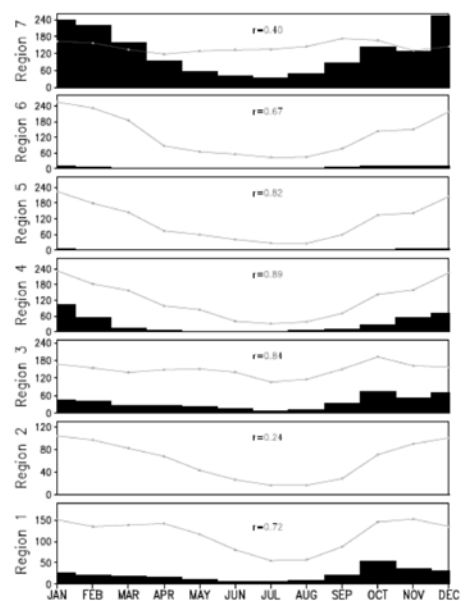 240
180
120
60
0
Region 7
r=0.40
240
180
120
60
0
Region 6
r=0.67
240
180
120
60
0
Region 5
r=0.82
240
180
120
60
0
Region 4
r=0.89
240
180
120
60
0
Region 3
r=0.84
120
80
40
0
Region 2
r=0.24
150
100
50
0
Region 1
r=0.72
JAN FEB MAR APR MAY JUN JUL AUG SEP OCT NOV DEC